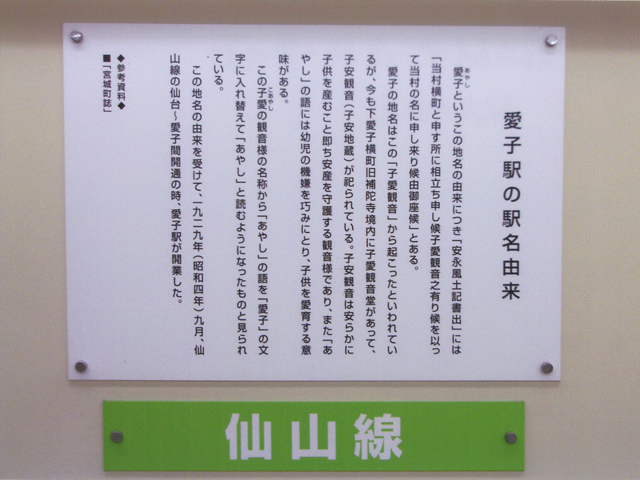 愛子駅の駅名由来
愛子というこの地名の由来につき「安永風土記書出」には
あやし
「当村横町と申す所に相立ち申し候子愛観音之有り候を以っ
て当村の名に申し来り候由御座候」とある。
愛子の地名はこの「子愛観音」から起こったといわれてい
るが、今も下愛子横町旧補陀寺境内に子愛観音堂があって、
子安観音(子安地蔵)が祀られている。子安観音は安らかに
子供を産むこと即ち安産を守護する観音様であり、また「あ
やし」の語には幼児の機嫌を巧みにとり、子供を愛育する意
味がある。
この子愛の観音様の名称から「あやし」の語を「愛子」の文
こあやし
字に入れ替えて「あやし」と読むようになったものと見られ
ている。
この地名の由来を受けて、一九二九年(昭和四年)九月、仙
山線の仙台～愛子間開通の時、愛子駅が開業した。
◆参考資料◆
■「宮城町誌」
仙山線